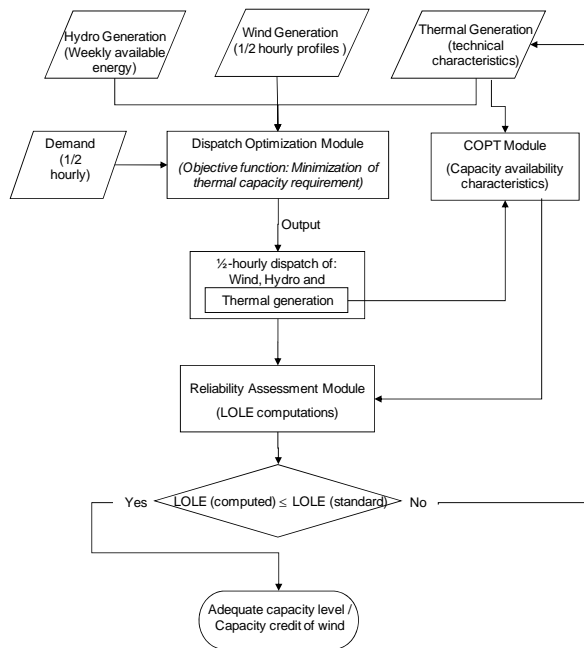 Hydro Generation
(Weekly available
energy)
Wind Generation
(1/2 hourly profiles )
Thermal Generation
(technical
characteristics)
Demand
(1/2
hourly)
Dispatch Optimization Module
(Objective function: Minimization of
thermal capacity requirement)
COPT Module
(Capacity availability
characteristics)
Output
½-hourly dispatch of:
Wind, Hydro and
Thermal generation
Reliability Assessment Module
(LOLE computations)
Yes
LOLE (computed) ≤ LOLE (standard)
No
Adequate capacity level /
Capacity credit of wind